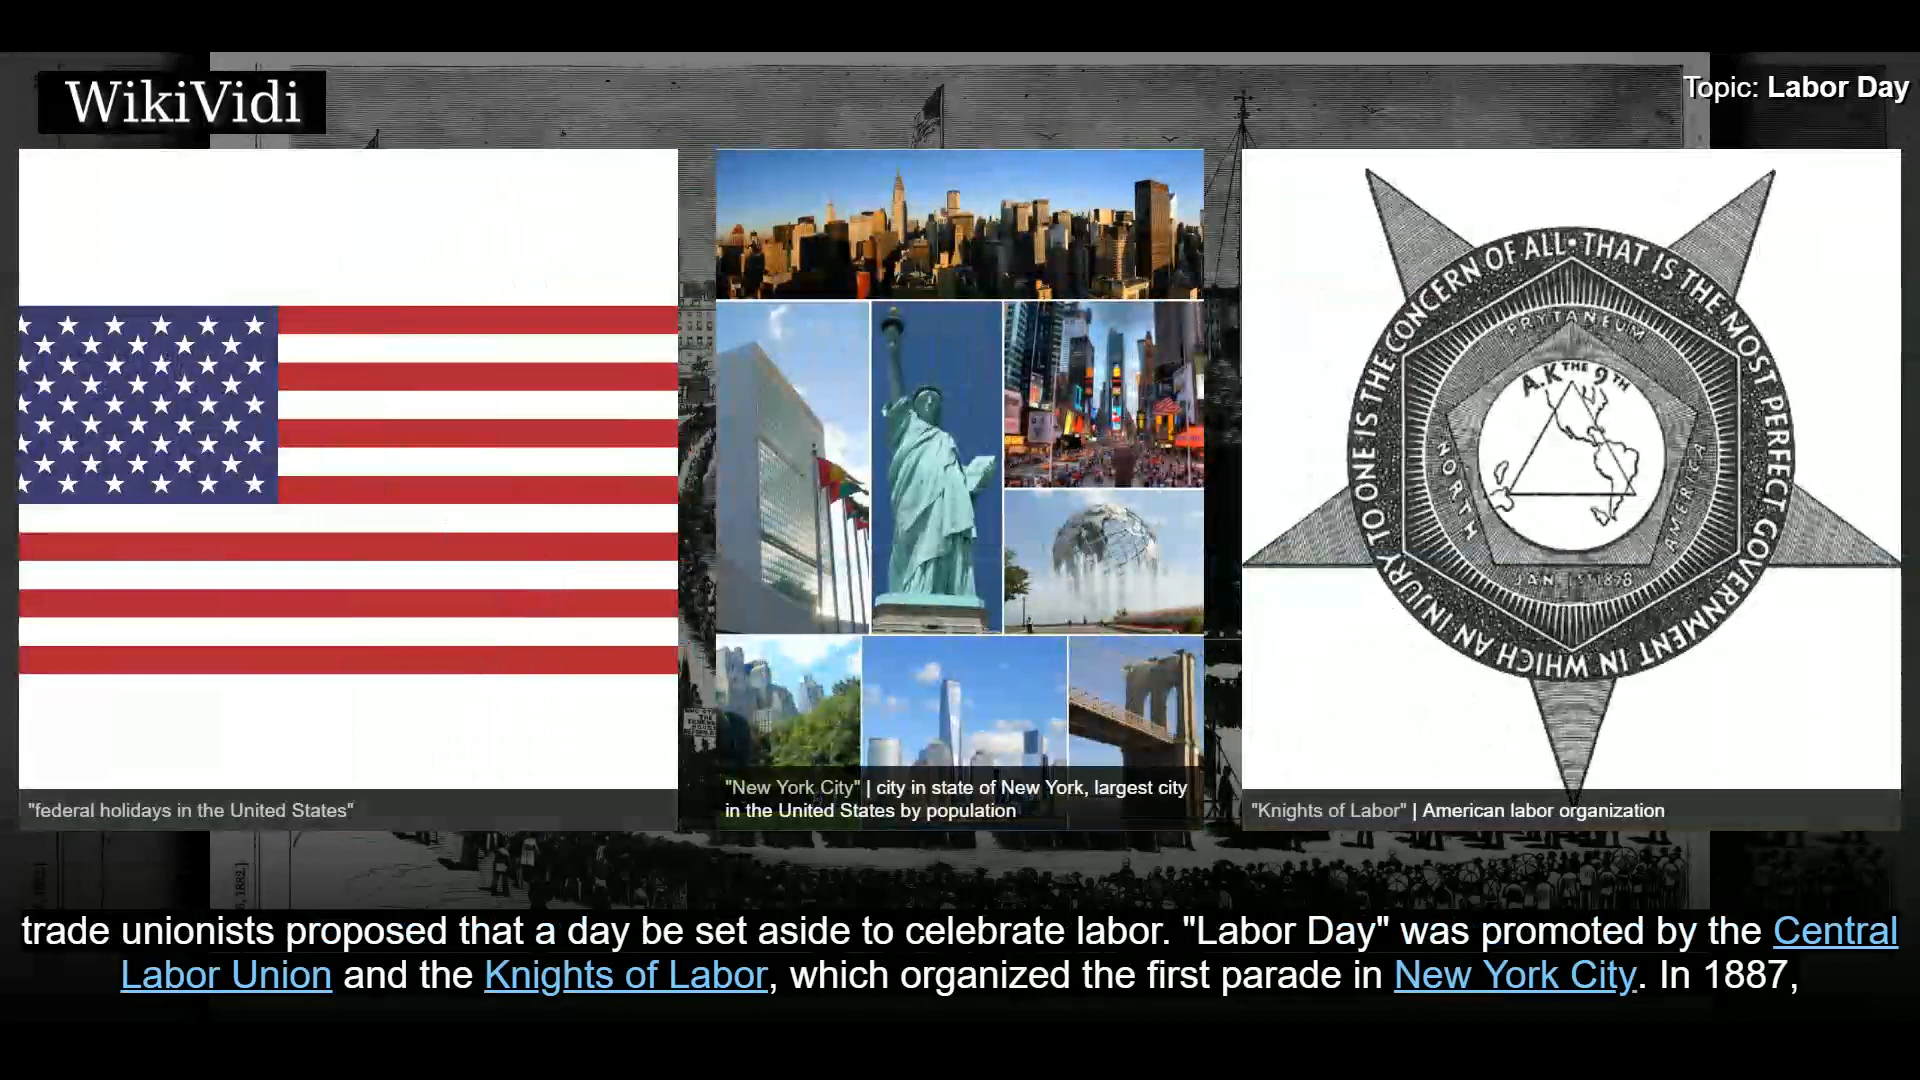 WikiVidi
Topic: Labor Day
"federal holidays in the United States"
"New York City" | city in state of New York, largest city
in the United States by population
THAT IS THE MOST PERFECT GOVERNMENT IN WHICH AN INJURY TO ONE IS THE CONCERN OF ALL
PRYTANEUM
A.K THE 9TH
NORTH
AMERICA
JAN 1ST 1878
"Knights of Labor" | American labor organization
trade unionists proposed that a day be set aside to celebrate labor. "Labor Day" was promoted by the Central
Labor Union and the Knights of Labor, which organized the first parade in New York City. In 1887,